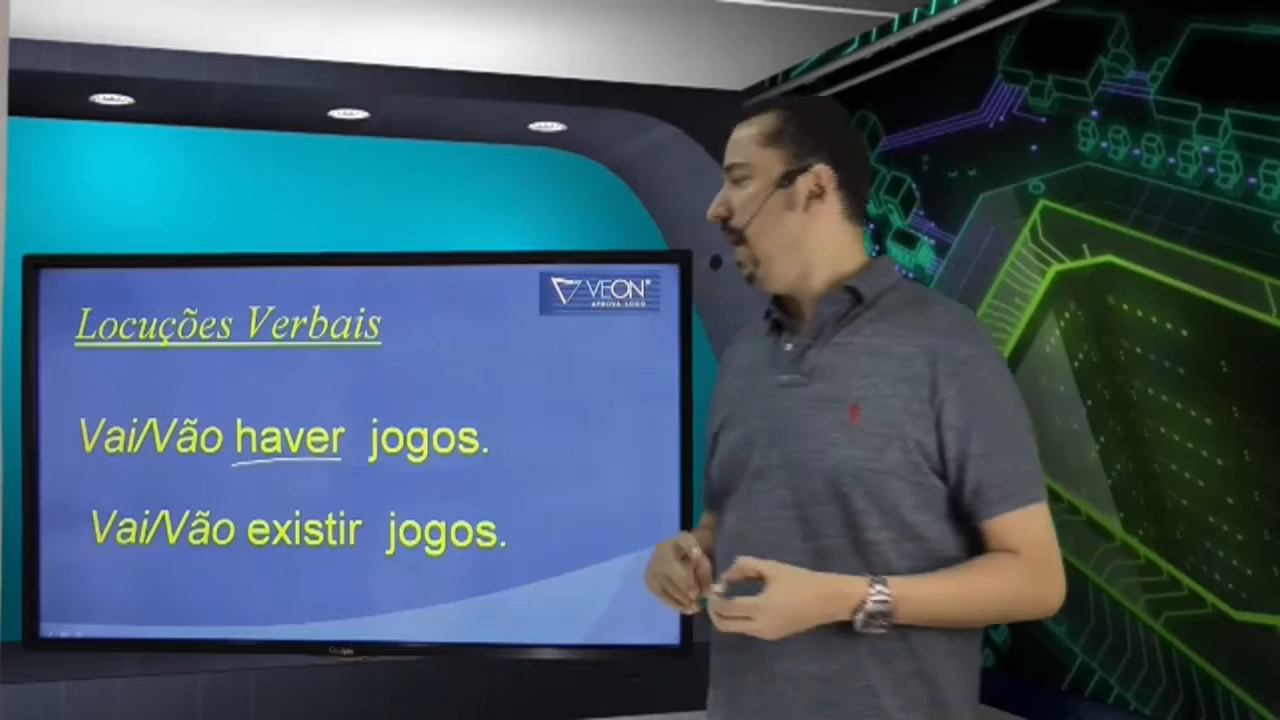 VEON
APROVA LOGO
Locuções Verbais
Vai/Vão haver jogos.
Vai/Vão existir jogos.